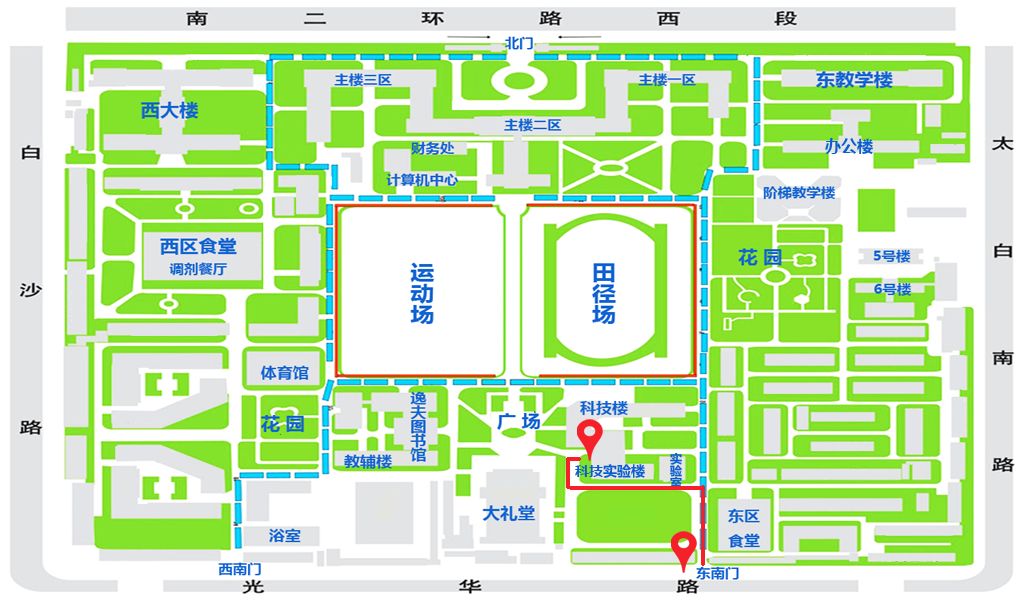 南二环路西段
北门
主楼三区
主楼一区
东教学楼
西大楼
主楼二区
办公楼
财务处
计算机中心
白沙路
太白南路
阶梯教学楼
西区食堂
调剂餐厅
运动场
田径场
花园
5号楼
6号楼
体育馆
花园
逸夫图书馆
广场
科技楼
教辅楼
科技实验楼
实验室
大礼堂
东区
食堂
浴室
西南门
东南门
光华路